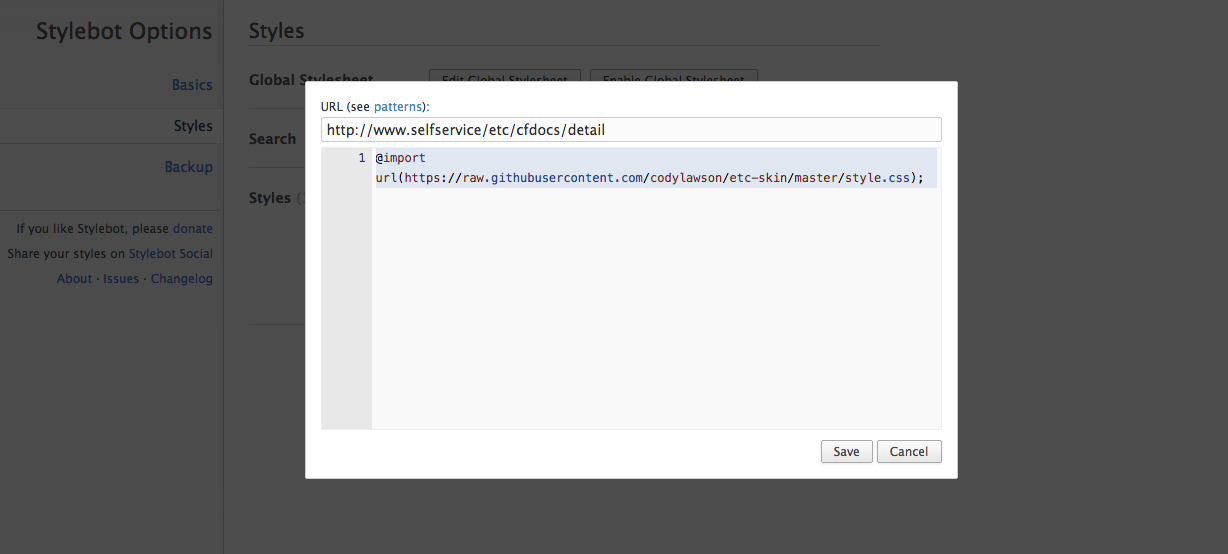 Stylebot Options
Basics
Styles
Backup
If you like Stylebot, please donate
Share your styles on Stylebot Social
About · Issues · Changelog
Styles
Global Stylesheet
Edit Global Stylesheet
Enable Global Stylesheet
Search
Styles
URL (see patterns):
http://www.selfservice/etc/cfdocs/detail
1 @import
url(https://raw.githubusercontent.com/codylawson/etc-skin/master/style.css);
Save
Cancel